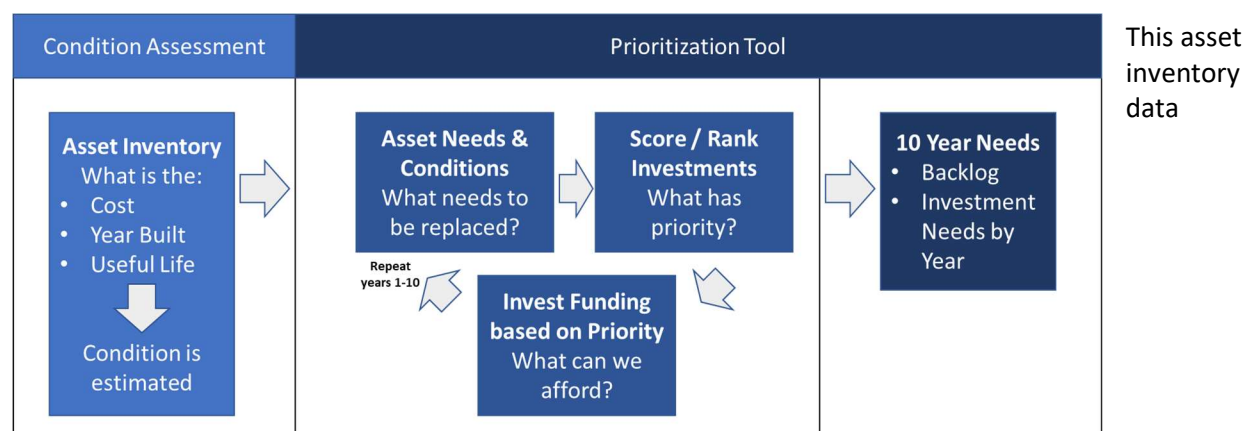 Condition Assessment
Prioritization Tool
Asset Inventory
What is the:
• Cost
• Year Built
• Useful Life
Condition is
estimated
Asset Needs &
Conditions
What needs to
be replaced?
Score / Rank
Investments
What has
priority?
Repeat
years 1-10
Invest Funding
based on Priority
What can we
afford?
10 Year Needs
• Backlog
• Investment
Needs by
Year
This asset
inventory
data